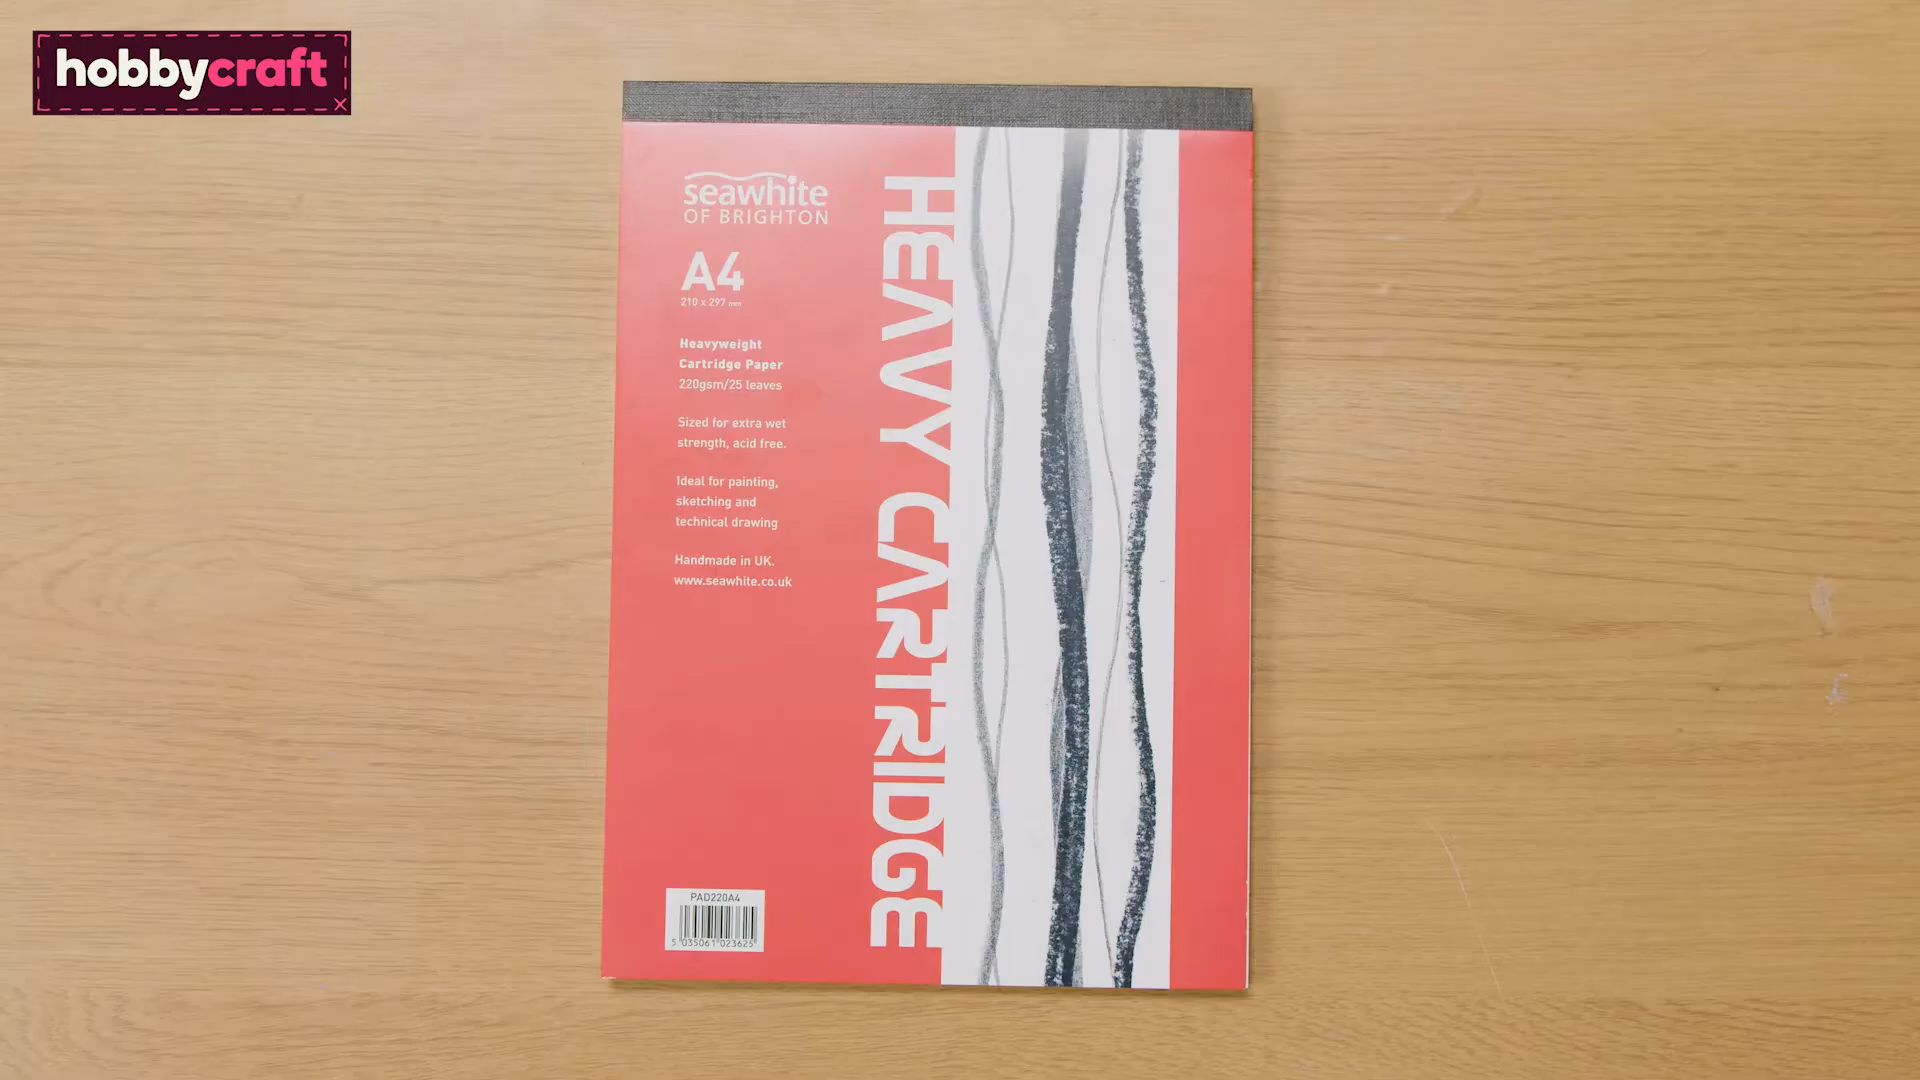 hobbycraft
seawhite
OF BRIGHTON
A4
210 x 297 mm
Heavyweight
Cartridge Paper
220gsm/25 leaves
Sized for extra wet
strength, acid free.
Ideal for painting,
sketching and
technical drawing
Handmade in UK.
www.seawhite.co.uk
HEAVY CARTRIDGE
PAD220A4
5 035061 023625